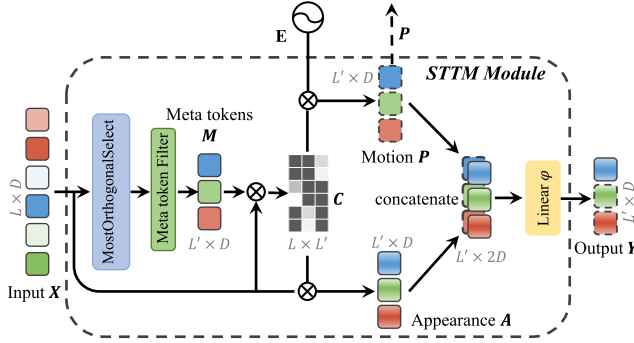 E
P
STTM Module
L′ × D
Meta tokens
M
Motion P
L × D
MostOrthogonalSelect
Meta token Filter
C
concatenate
Linear φ
L′ × D
L′ × D
L × L′
L′ × D
L′ × 2D
Input X
Appearance A
Output Y